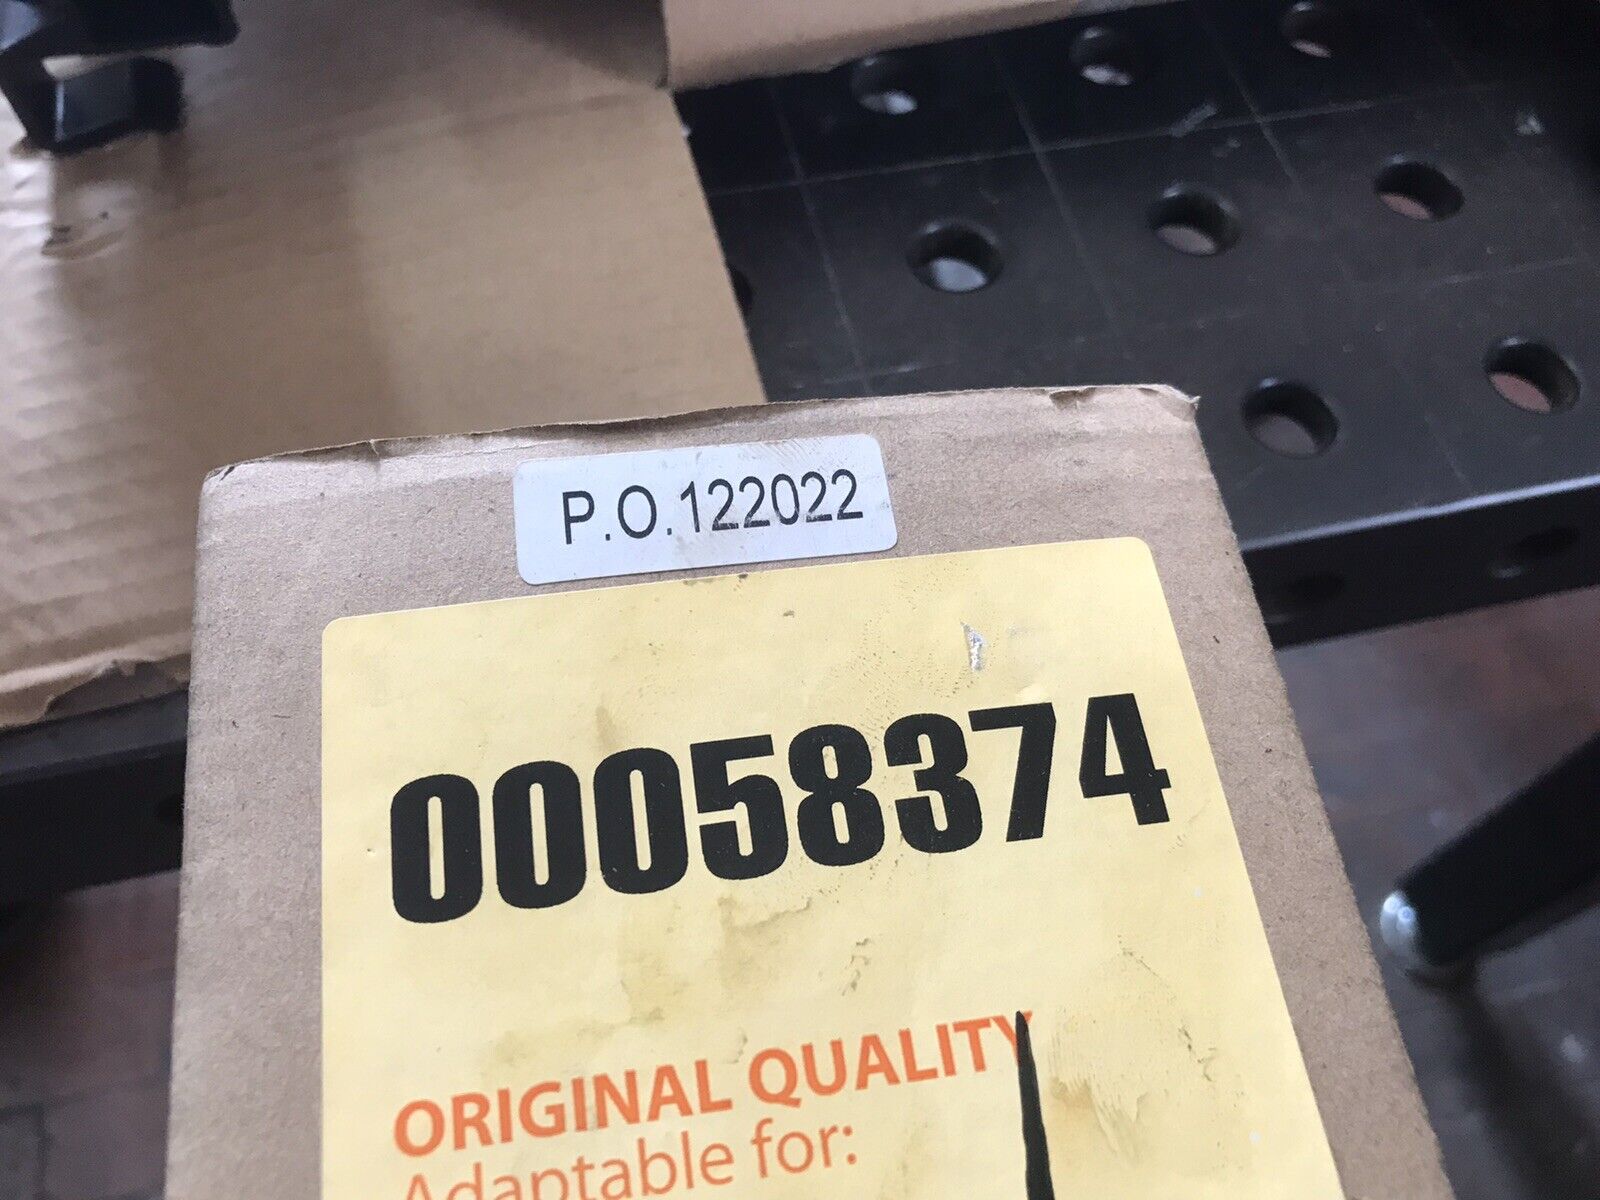 P.O.122022
00058374
ORIGINAL QUALITY
Adaptable for: